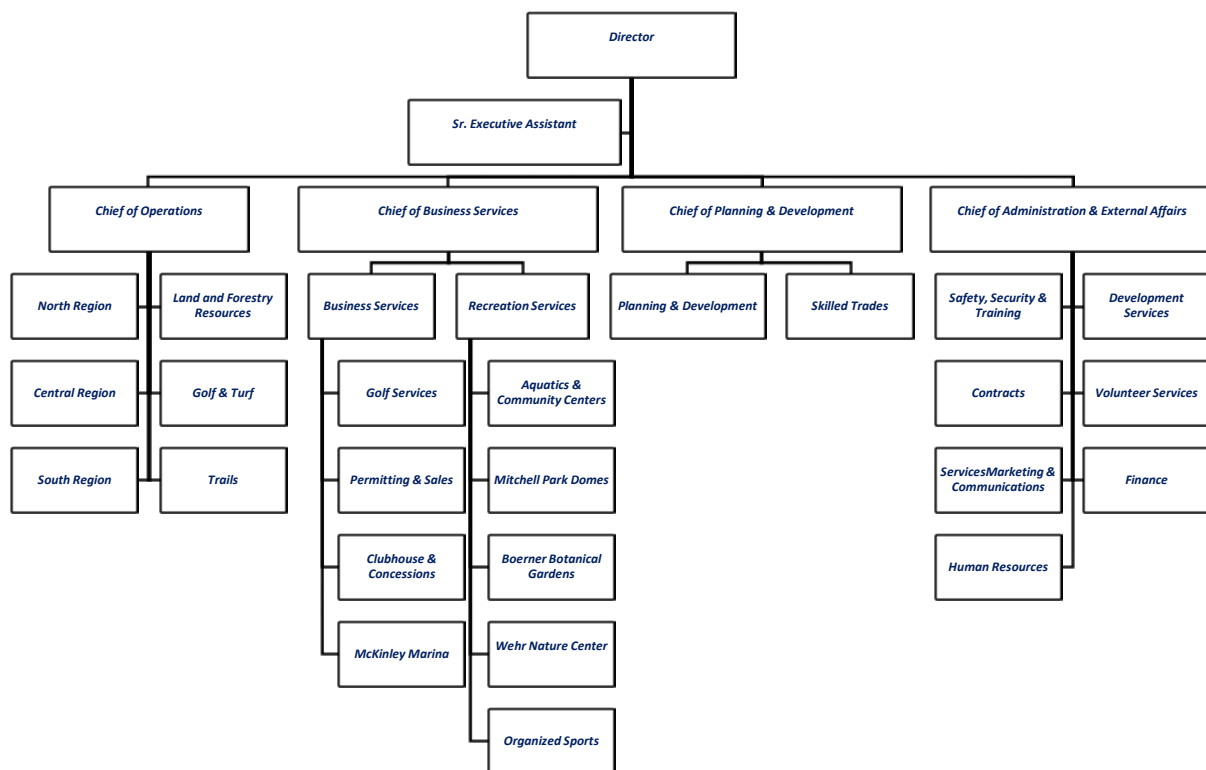 Director
Sr. Executive Assistant
Chief of Operations
Chief of Business Services
Chief of Planning & Development
Chief of Administration & External Affairs
North Region
Land and Forestry
Resources
Central Region
Golf & Turf
South Region
Trails
Business Services
Recreation Services
Golf Services
Aquatics &
Community Centers
Permitting & Sales
Mitchell Park Domes
Clubhouse &
Concessions
Boerner Botanical
Gardens
McKinley Marina
Wehr Nature Center
Organized Sports
Planning & Development
Skilled Trades
Safety, Security &
Training
Development
Services
Contracts
Volunteer Services
ServicesMarketing &
Communications
Finance
Human Resources